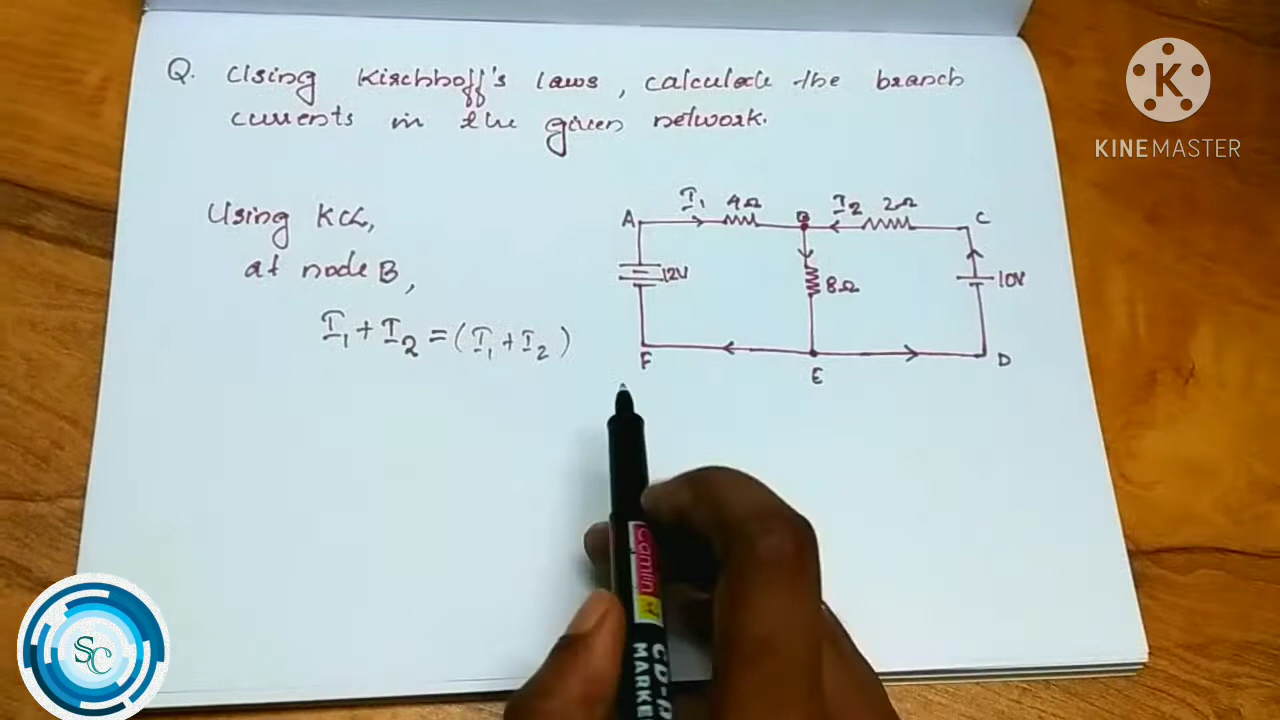 Q. Using Kirchhoff's laws, calculate the branch
currents in the given network.
Using KCL,
at node B,
I₁ + I₂ = (I₁ + I₂)
A I₁ 4Ω B I₂ 2Ω C
12V 8Ω 10V
F E D
K
KINEMASTER
camlin
CD-
MARKE
SC